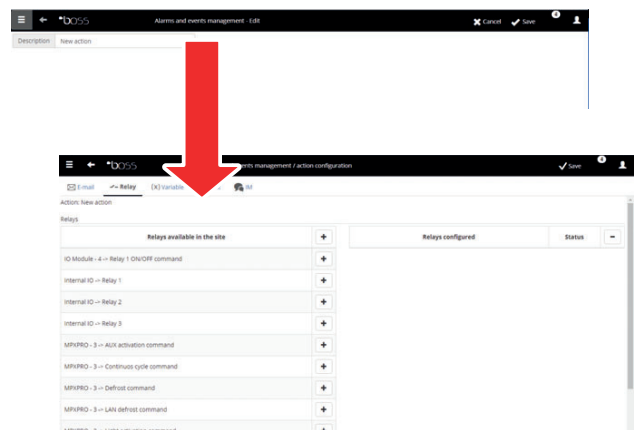 boss
Alarms and events management - Edit
Cancel
Save
Description
New action
boss
ents management / action configuration
Save
E-mail
Relay
(X) Variable
IM
Action: New action
Relays
Relays available in the site
Relays configured
Status
IO Module - 4 -> Relay 1 ON/OFF command
Internal IO -> Relay 1
Internal IO -> Relay 2
Internal IO -> Relay 3
MPXPRO - 3 -> AUX activation command
MPXPRO - 3 -> Continuos cycle command
MPXPRO - 3 -> Defrost command
MPXPRO - 3 -> LAN defrost command